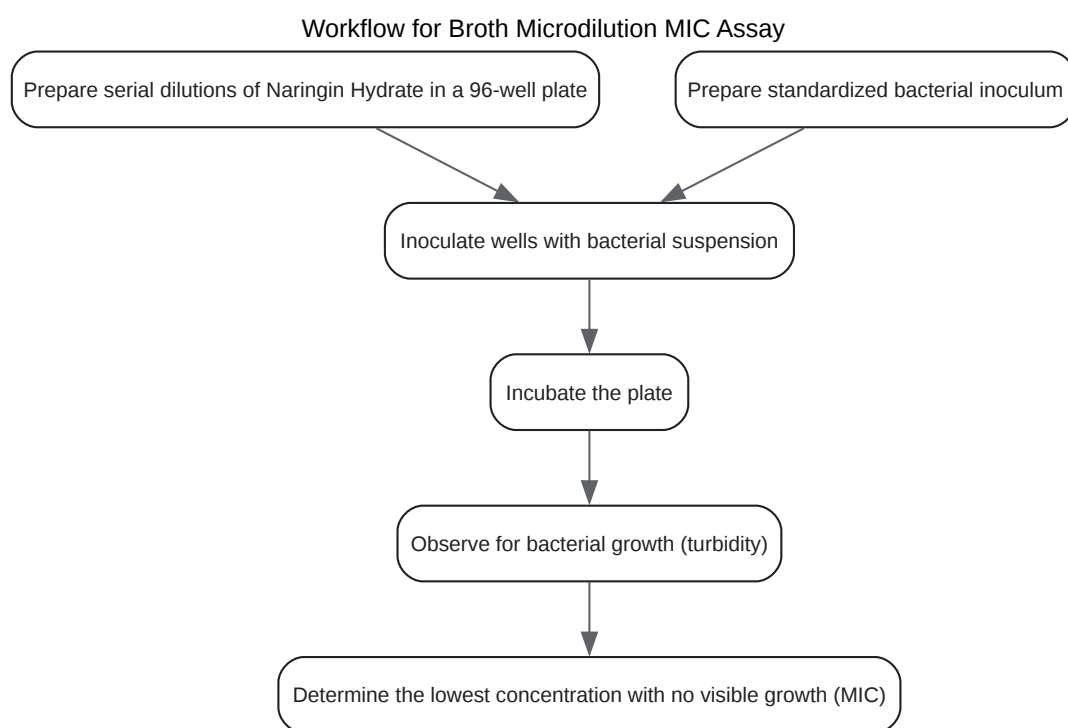 Workflow for Broth Microdilution MIC Assay
Prepare serial dilutions of Naringin Hydrate in a 96-well plate
Prepare standardized bacterial inoculum
Inoculate wells with bacterial suspension
Incubate the plate
Observe for bacterial growth (turbidity)
Determine the lowest concentration with no visible growth (MIC)